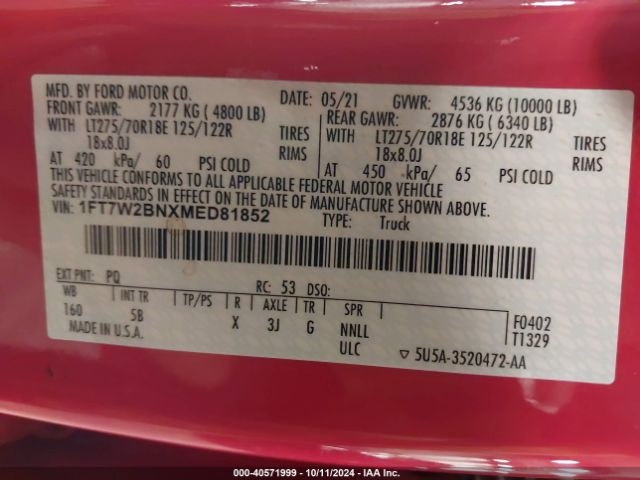 MFD. BY FORD MOTOR CO.
DATE: 05/21 GVWR: 4536 KG (10000 LB)
FRONT GAWR: 2177 KG (4800 LB)
REAR GAWR: 2876 KG (6340 LB)
WITH LT275/70R18E 125/122R TIRES
WITH LT275/70R18E 125/122R TIRES
18x8.0J RIMS
18x8.0J RIMS
AT 420 kPa/ 60 PSI COLD
AT 450 kPa/ 65 PSI COLD
THIS VEHICLE CONFORMS TO ALL APPLICABLE FEDERAL MOTOR VEHICLE
SAFETY STANDARDS IN EFFECT ON THE DATE OF MANUFACTURE SHOWN ABOVE.
VIN: 1FT7W2BNXMED81852
TYPE: Truck
EXT PNT: PQ RC: 53 DSO:
WB INT TR TP/PS R AXLE TR SPR
160 5B X 3J G NNLL F0402
MADE IN U.S.A. ULC T1329
▽ 5U5A-3520472-AA
000-40571999 - 10/11/2024 - IAA Inc.